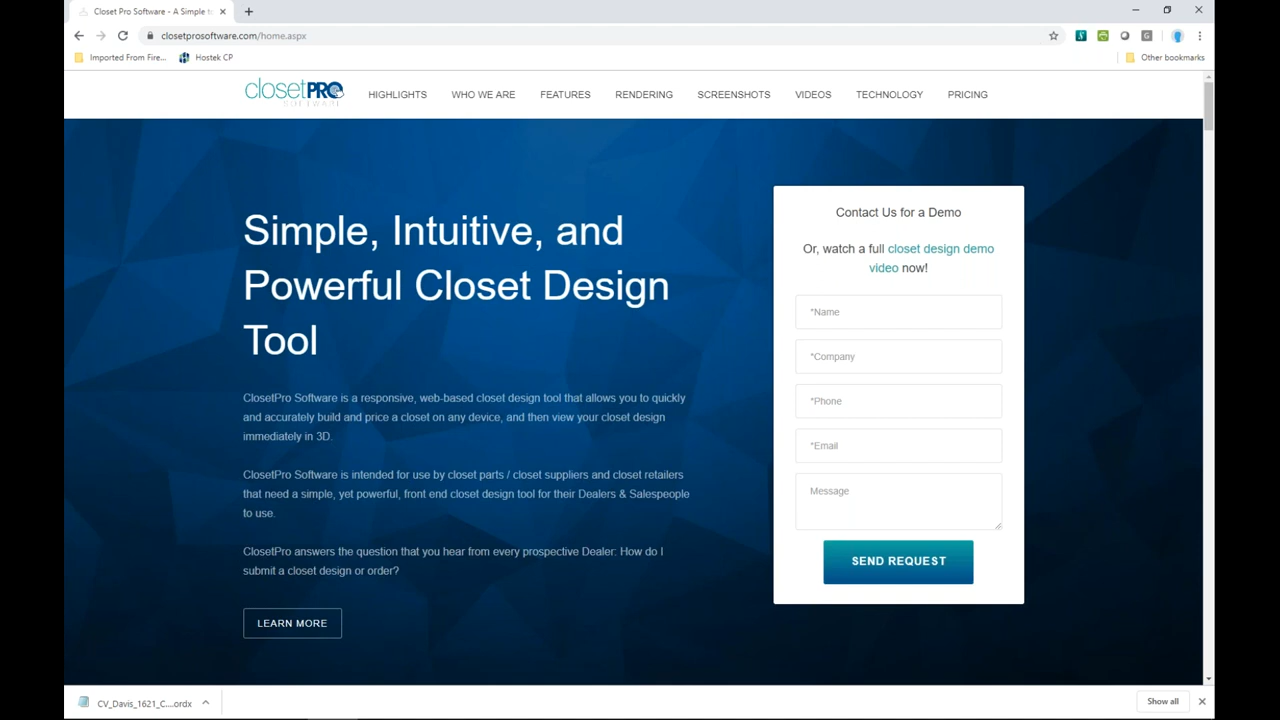 Closet Pro Software - A Simple to
closetprosoftware.com/home.aspx
Imported From Fire... Hostek CP Other bookmarks
closetPRO HIGHLIGHTS WHO WE ARE FEATURES RENDERING SCREENSHOTS VIDEOS TECHNOLOGY PRICING
SOFTWARE
Simple, Intuitive, and
Powerful Closet Design
Tool
ClosetPro Software is a responsive, web-based closet design tool that allows you to quickly
and accurately build and price a closet on any device, and then view your closet design
immediately in 3D.
ClosetPro Software is intended for use by closet parts / closet suppliers and closet retailers
that need a simple, yet powerful, front end closet design tool for their Dealers & Salespeople
to use.
ClosetPro answers the question that you hear from every prospective Dealer: How do I
submit a closet design or order?
LEARN MORE
Contact Us for a Demo
Or, watch a full closet design demo
video now!
*Name
*Company
*Phone
*Email
Message
SEND REQUEST
CV_Davis_1621_C....ordx Show all